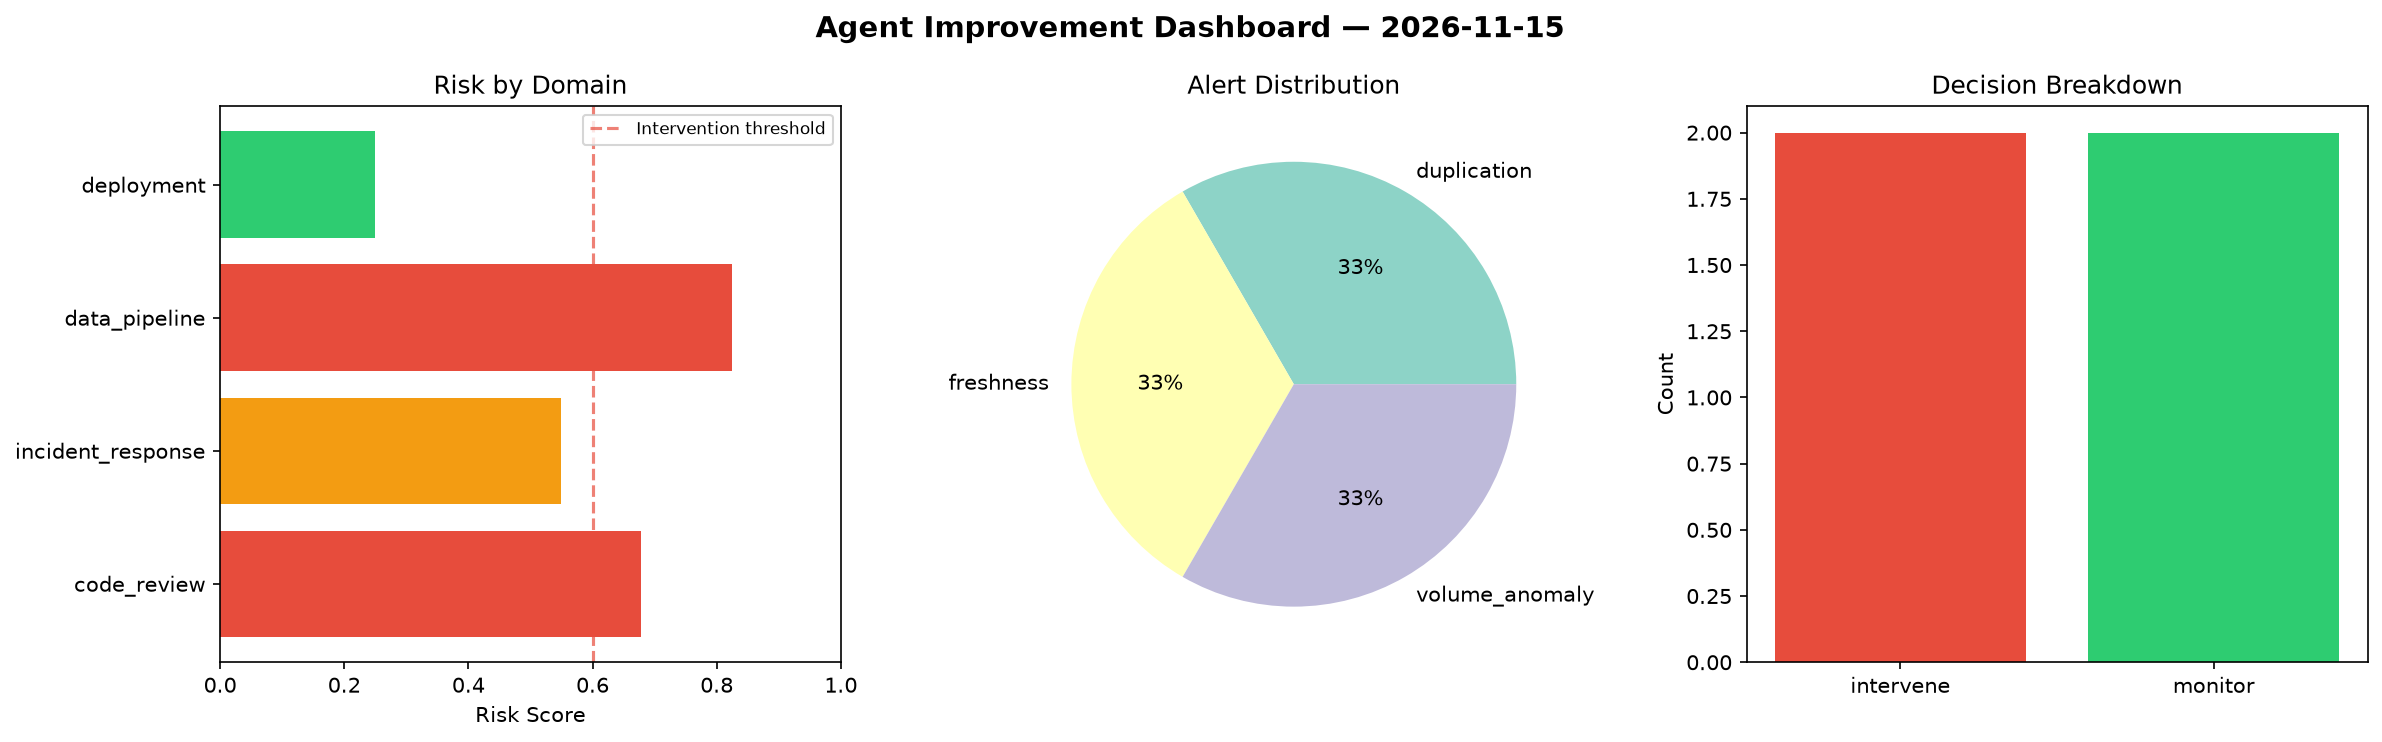 Agent Improvement Dashboard — 2026-11-15
Risk by Domain
Intervention threshold
deployment
data_pipeline
incident_response
code_review
0.0 0.2 0.4 0.6 0.8 1.0
Risk Score
Alert Distribution
duplication
33%
freshness
33%
33%
volume_anomaly
Decision Breakdown
Count
2.00
1.75
1.50
1.25
1.00
0.75
0.50
0.25
0.00
intervene monitor